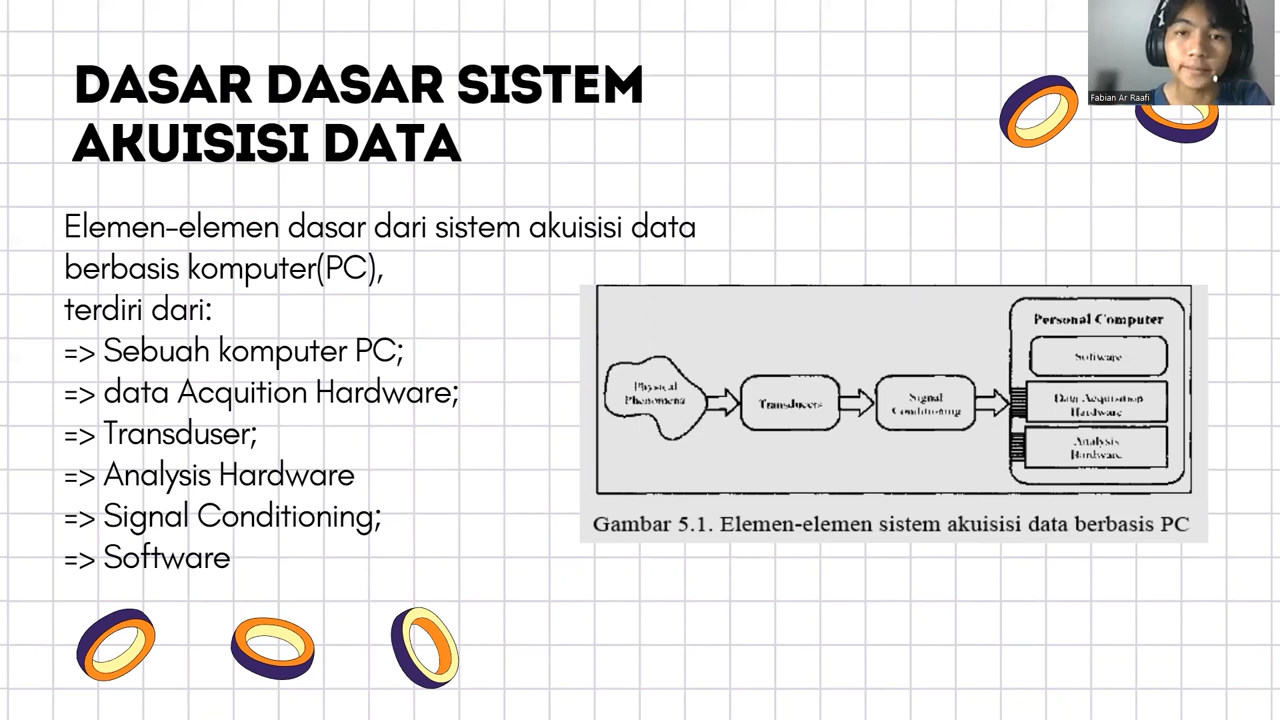 DASAR DASAR SISTEM
AKUISISI DATA
Fabian Ar Raafi
Elemen-elemen dasar dari sistem akuisisi data
berbasis komputer(PC),
terdiri dari:
=> Sebuah komputer PC;
=> data Acquition Hardware;
=> Transduser;
=> Analysis Hardware
=> Signal Conditioning;
=> Software
Physical
Phenomena
Transducers
Signal
Conditioning
Personal Computer
Software
Data Acquisition
Hardware
Analysis
Hardware
Gambar 5.1. Elemen-elemen sistem akuisisi data berbasis PC